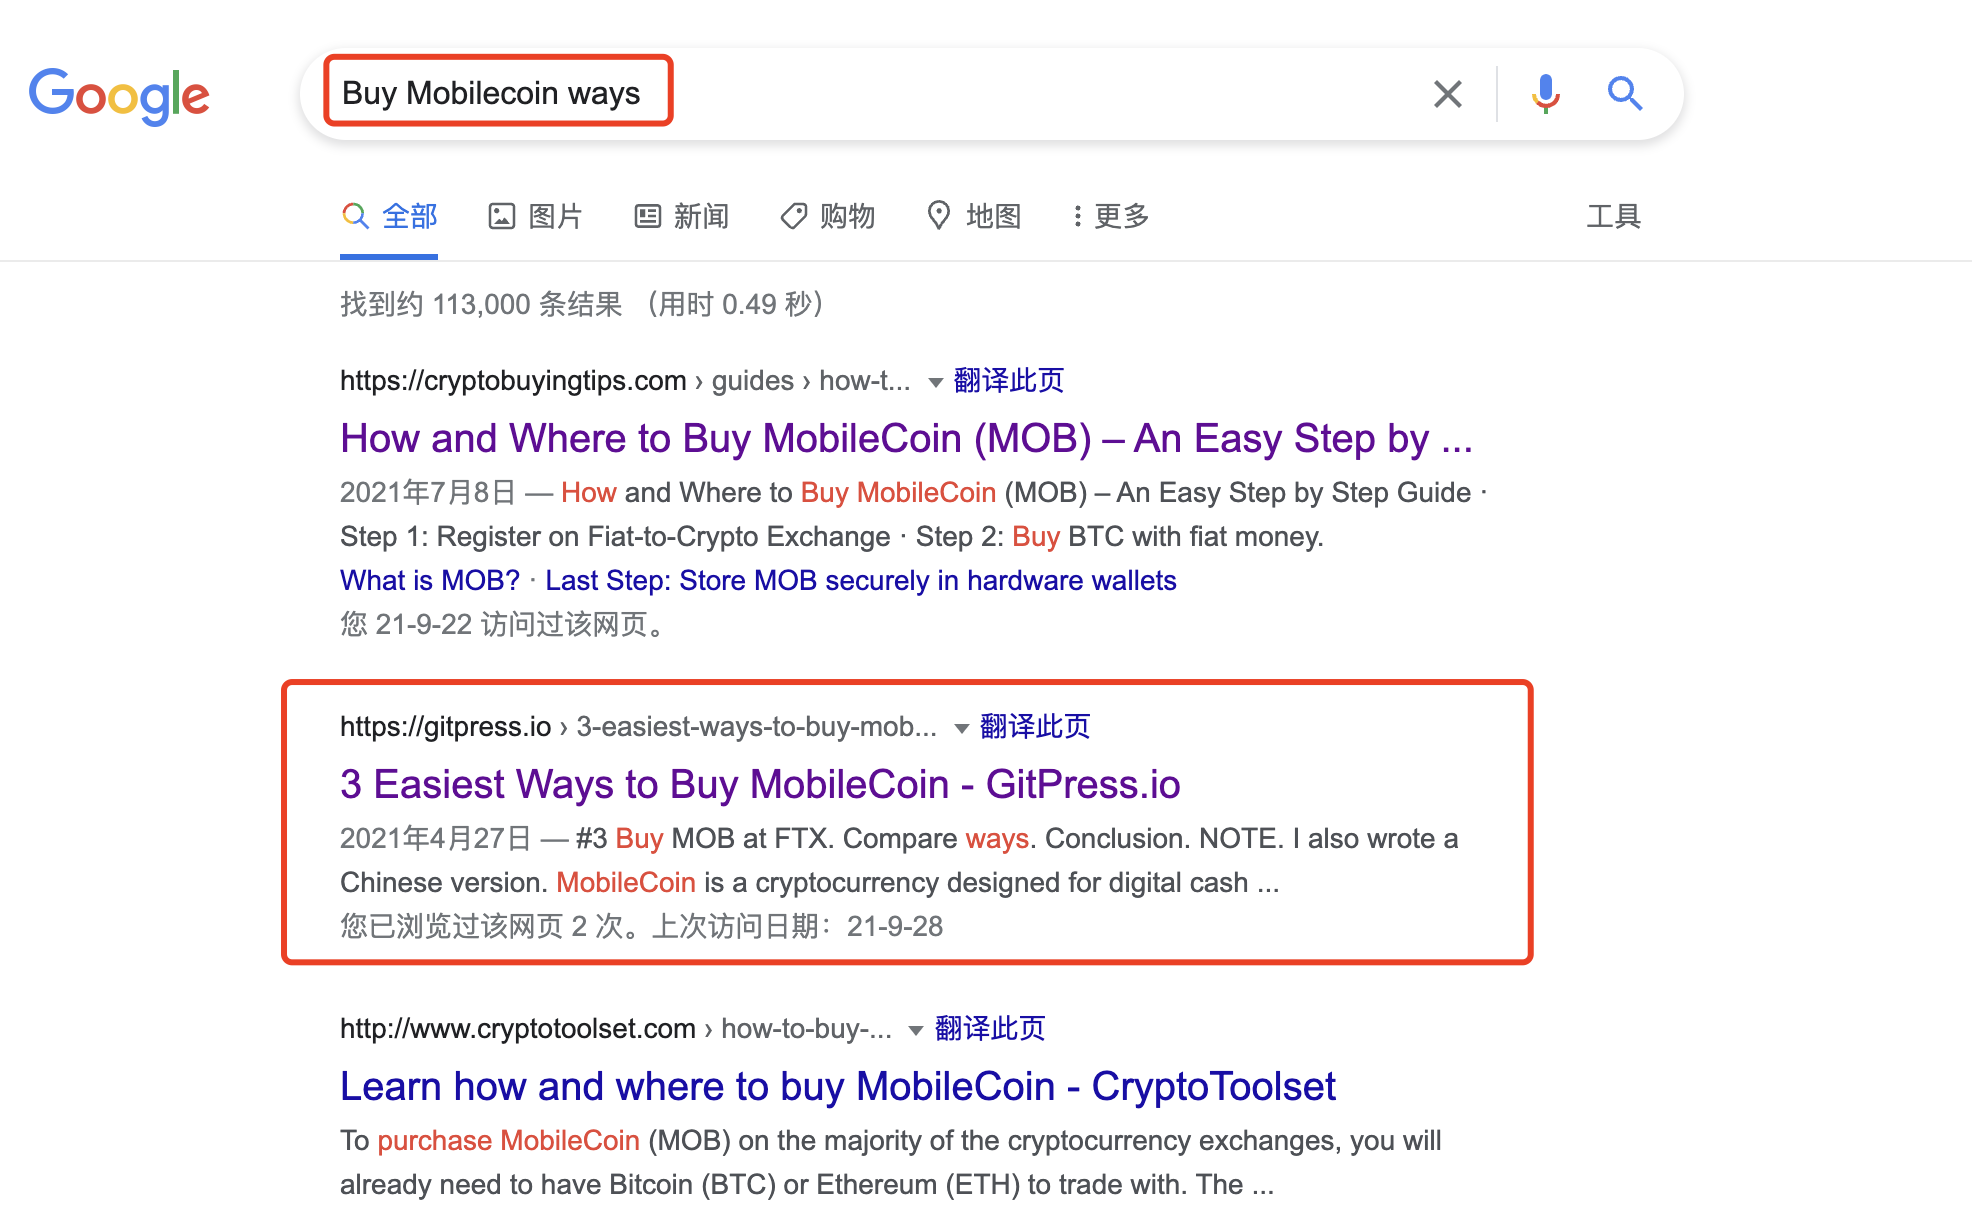 Google
Buy Mobilecoin ways
全部 图片 新闻 购物 地图 更多 工具
找到约 113,000 条结果 （用时 0.49 秒）
https://cryptobuyingtips.com › guides › how-t... 翻译此页
How and Where to Buy MobileCoin (MOB) – An Easy Step by ...
2021年7月8日 — How and Where to Buy MobileCoin (MOB) – An Easy Step by Step Guide ·
Step 1: Register on Fiat-to-Crypto Exchange · Step 2: Buy BTC with fiat money.
What is MOB? · Last Step: Store MOB securely in hardware wallets
您 21-9-22 访问过该网页。
https://gitpress.io › 3-easiest-ways-to-buy-mob... 翻译此页
3 Easiest Ways to Buy MobileCoin - GitPress.io
2021年4月27日 — #3 Buy MOB at FTX. Compare ways. Conclusion. NOTE. I also wrote a
Chinese version. MobileCoin is a cryptocurrency designed for digital cash ...
您已浏览过该网页 2 次。上次访问日期：21-9-28
http://www.cryptotoolset.com › how-to-buy-... 翻译此页
Learn how and where to buy MobileCoin - CryptoToolset
To purchase MobileCoin (MOB) on the majority of the cryptocurrency exchanges, you will
already need to have Bitcoin (BTC) or Ethereum (ETH) to trade with. The ...